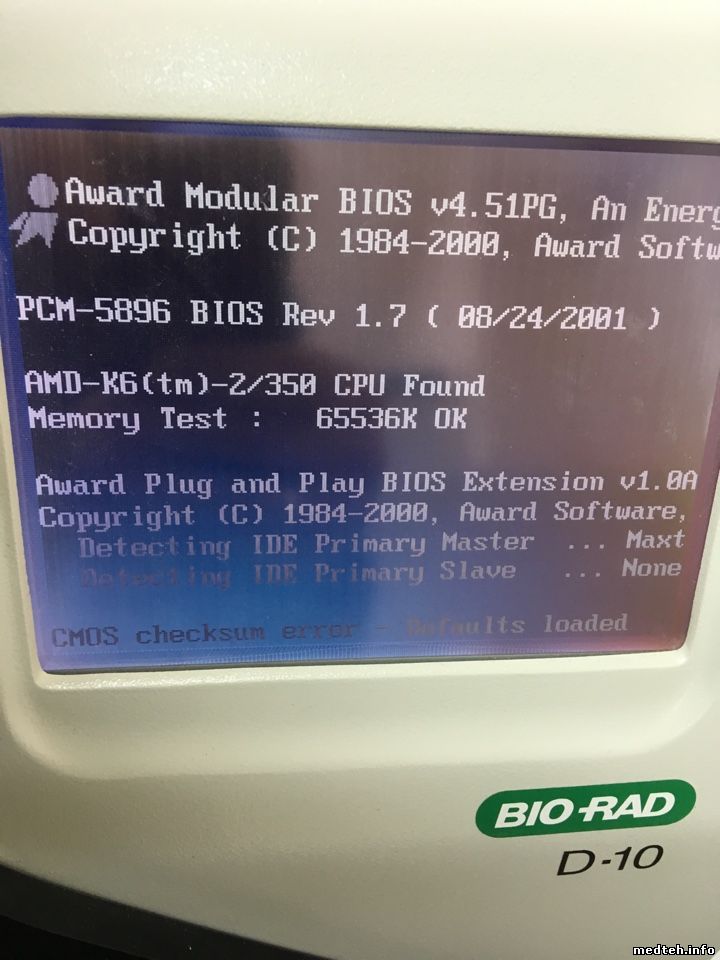 Award Modular BIOS v4.51PG, An Energ
Copyright (C) 1984-2000, Award Softw
PCM-5896 BIOS Rev 1.7 ( 08/24/2001 )
AMD-K6(tm)-2/350 CPU Found
Memory Test :   65536K OK
Award Plug and Play BIOS Extension v1.0A
Copyright (C) 1984-2000, Award Software,
Detecting IDE Primary Master  ... Maxt
Detecting IDE Primary Slave   ... None
CMOS checksum error - Defaults loaded
BIO-RAD
D-10
medteh.info